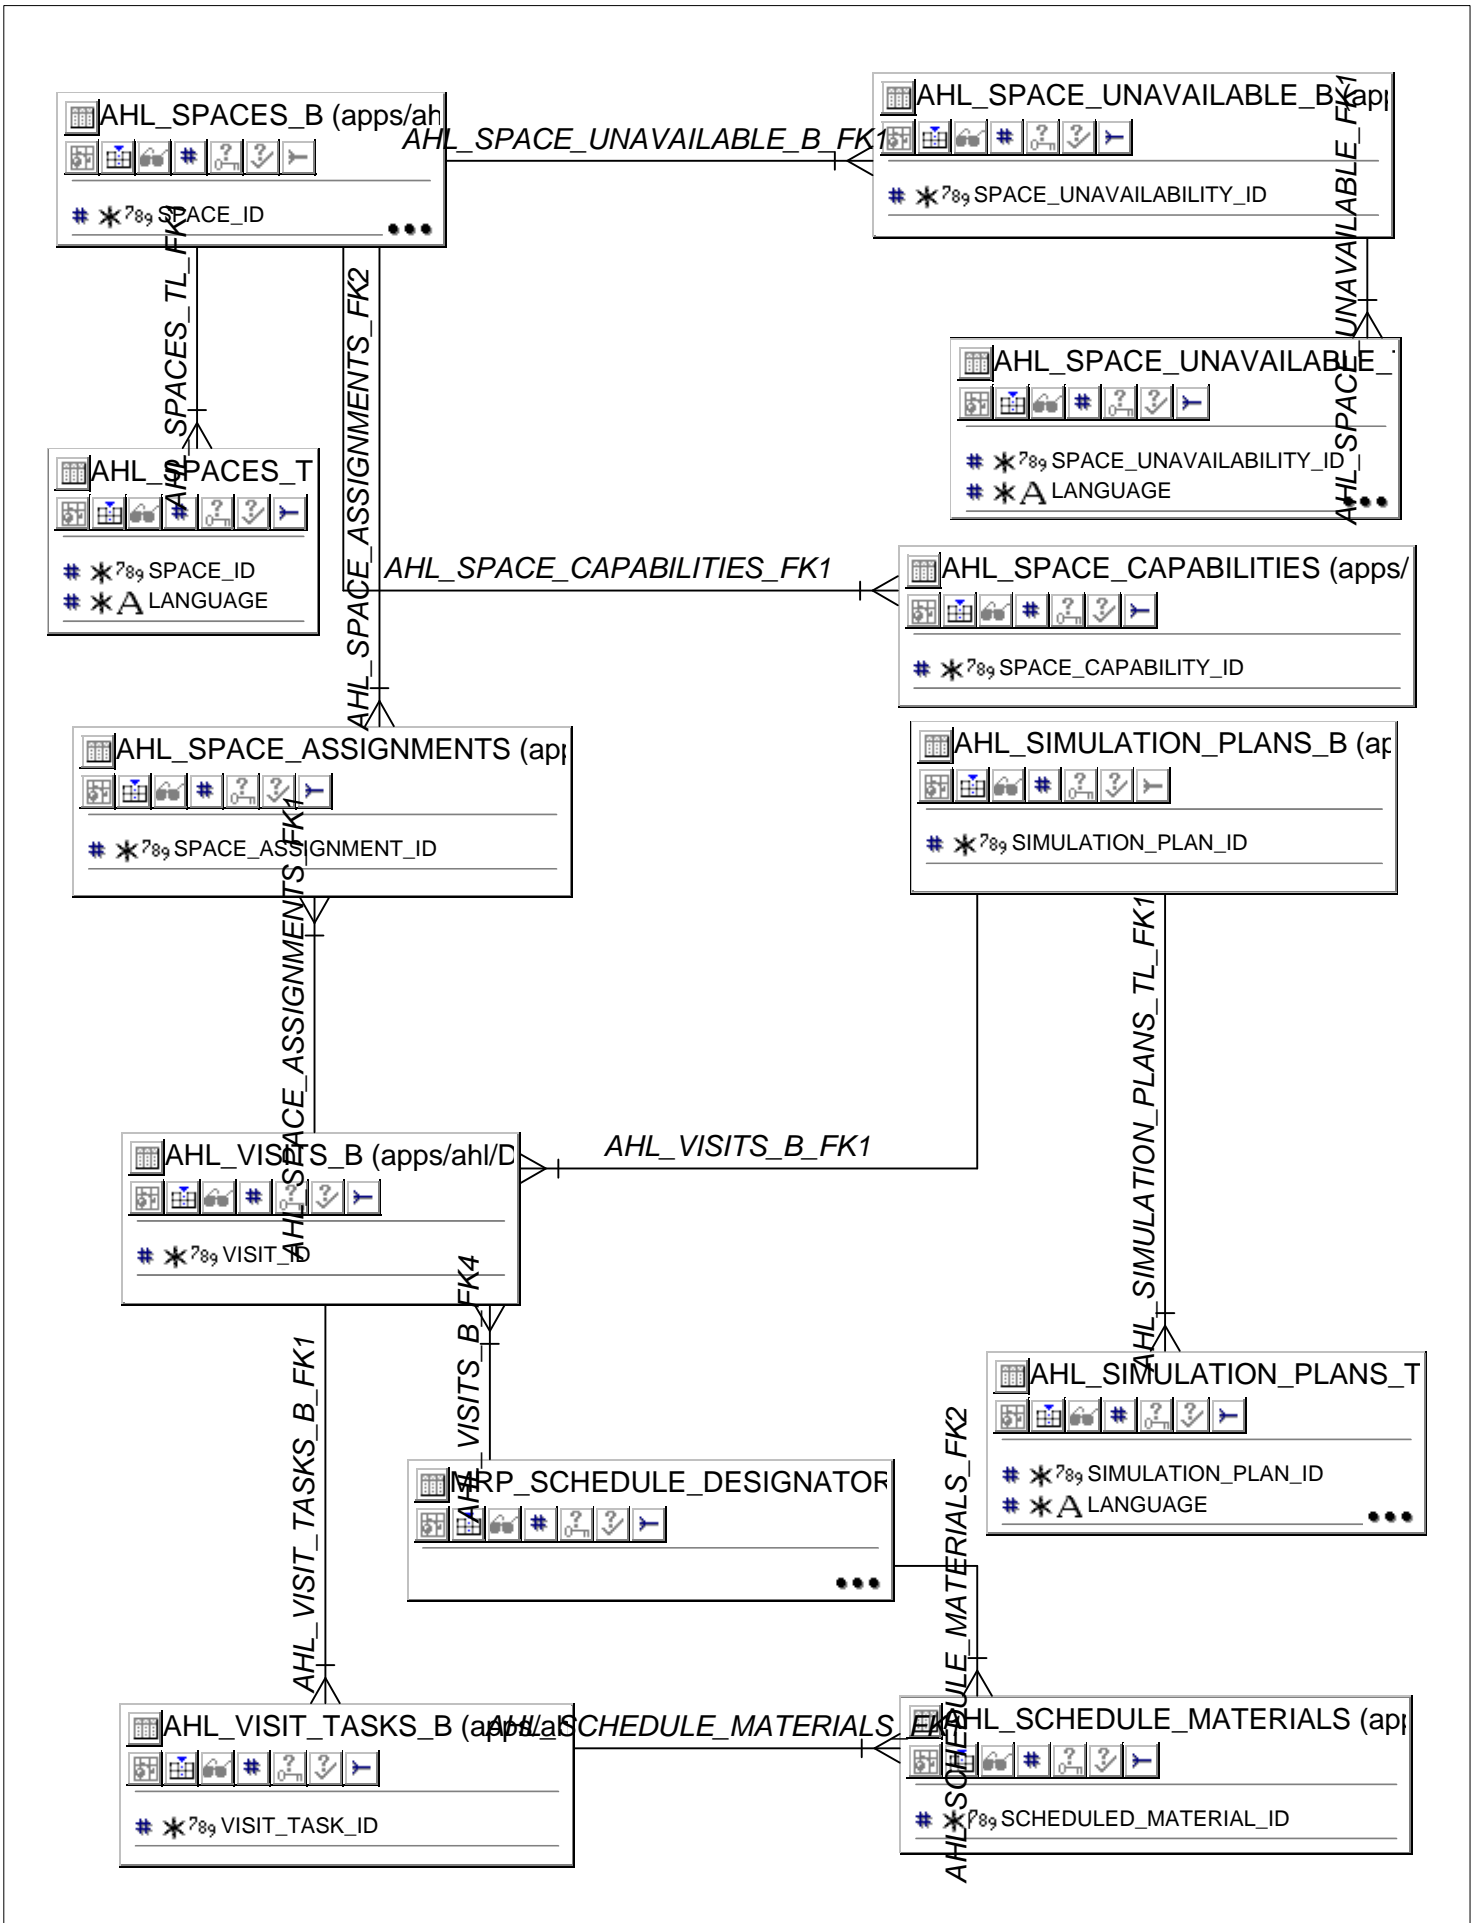 AHL_SPACES_B (apps/ah
# * 789 SPACE_ID
AHL_SPACE_UNAVAILABLE_B_FK1
AHL_SPACE_UNAVAILABLE_B (app
# * 789 SPACE_UNAVAILABILITY_ID
AHL_SPACE_UNAVAILABLE_FK1
AHL_SPACES_TL_FK1
AHL_SPACE_ASSIGNMENTS_FK2
AHL_SPACE_UNAVAILABLE_
# * 789 SPACE_UNAVAILABILITY_ID
# * A LANGUAGE
AHL_SPACES_T
# * 789 SPACE_ID
# * A LANGUAGE
AHL_SPACE_CAPABILITIES_FK1
AHL_SPACE_CAPABILITIES (apps/
# * 789 SPACE_CAPABILITY_ID
AHL_SPACE_ASSIGNMENTS (app
# * 789 SPACE_ASSIGNMENT_ID
AHL_SIMULATION_PLANS_B (ap
# * 789 SIMULATION_PLAN_ID
AHL_SPACE_ASSIGNMENTS_FK1
AHL_SIMULATION_PLANS_TL_FK1
AHL_VISITS_B (apps/ahl/D
# * 789 VISIT_ID
AHL_VISITS_B_FK1
AHL_VISITS_B_FK4
AHL_VISIT_TASKS_B_FK1
AHL_SIMULATION_PLANS_T
# * 789 SIMULATION_PLAN_ID
# * A LANGUAGE
MRP_SCHEDULE_DESIGNATOR
AHL_SCHEDULE_MATERIALS_FK2
AHL_VISIT_TASKS_B (apps/ahl
# * 789 VISIT_TASK_ID
AHL_SCHEDULE_MATERIALS_FK
AHL_SCHEDULE_MATERIALS (app
# * 789 SCHEDULED_MATERIAL_ID